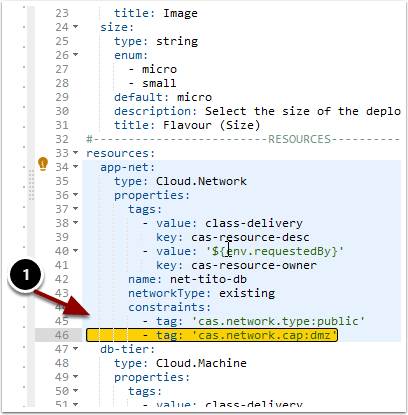 23 title: Image
24 size:
25 type: string
26 enum:
27 - micro
28 - small
29 default: micro
30 description: Select the size of the deplo
31 title: Flavour (Size)
32 #-----------------------RESOURCES-----------
33 resources:
34 app-net:
35 type: Cloud.Network
36 properties:
37 tags:
38 - value: class-delivery
39 key: cas-resource-desc
40 - value: '${env.requestedBy}'
41 key: cas-resource-owner
42 name: net-tito-db
43 networkType: existing
44 constraints:
1
45 - tag: 'cas.network.type:public'
46 - tag: 'cas.network.cap:dmz'
47 db-tier:
48 type: Cloud.Machine
49 properties:
50 tags:
51 - value: class-delivery